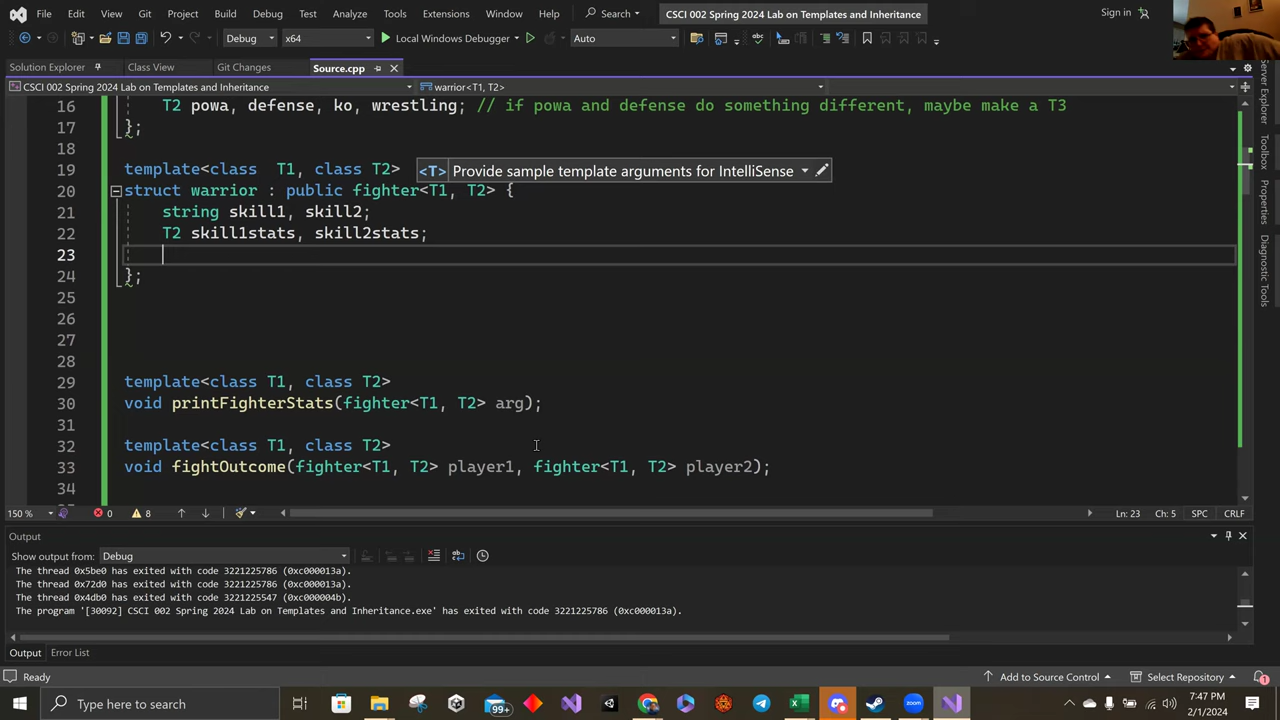 File Edit View Git Project Build Debug Test Analyze Tools Extensions Window Help Search CSCI 002 Spring 2024 Lab on Templates and Inheritance Sign in
Debug x64 Local Windows Debugger Auto
Solution Explorer Class View Git Changes Source.cpp
CSCI 002 Spring 2024 Lab on Templates and Inheritance warrior<T1, T2>
16 T2 powa, defense, ko, wrestling; // if powa and defense do something different, maybe make a T3
17 };
18
19 template<class  T1, class T2> <T> Provide sample template arguments for IntelliSense
20 struct warrior : public fighter<T1, T2> {
21 string skill1, skill2;
22 T2 skill1stats, skill2stats;
23
24 };
25
26
27
28
29 template<class T1, class T2>
30 void printFighterStats(fighter<T1, T2> arg);
31
32 template<class T1, class T2>
33 void fightOutcome(fighter<T1, T2> player1, fighter<T1, T2> player2);
34
150 % 0 8 Ln: 23 Ch: 5 SPC CRLF
Output
Show output from: Debug
The thread 0x5be0 has exited with code 3221225786 (0xc000013a).
The thread 0x72d0 has exited with code 3221225786 (0xc000013a).
The thread 0x4db0 has exited with code 3221225547 (0xc000004b).
The program '[30092] CSCI 002 Spring 2024 Lab on Templates and Inheritance.exe' has exited with code 3221225786 (0xc000013a).
Output Error List
Ready Add to Source Control Select Repository 1
Type here to search 99+ 7:47 PM
2/1/2024
Server Explorer
Toolbox
Properties
Diagnostic Tools